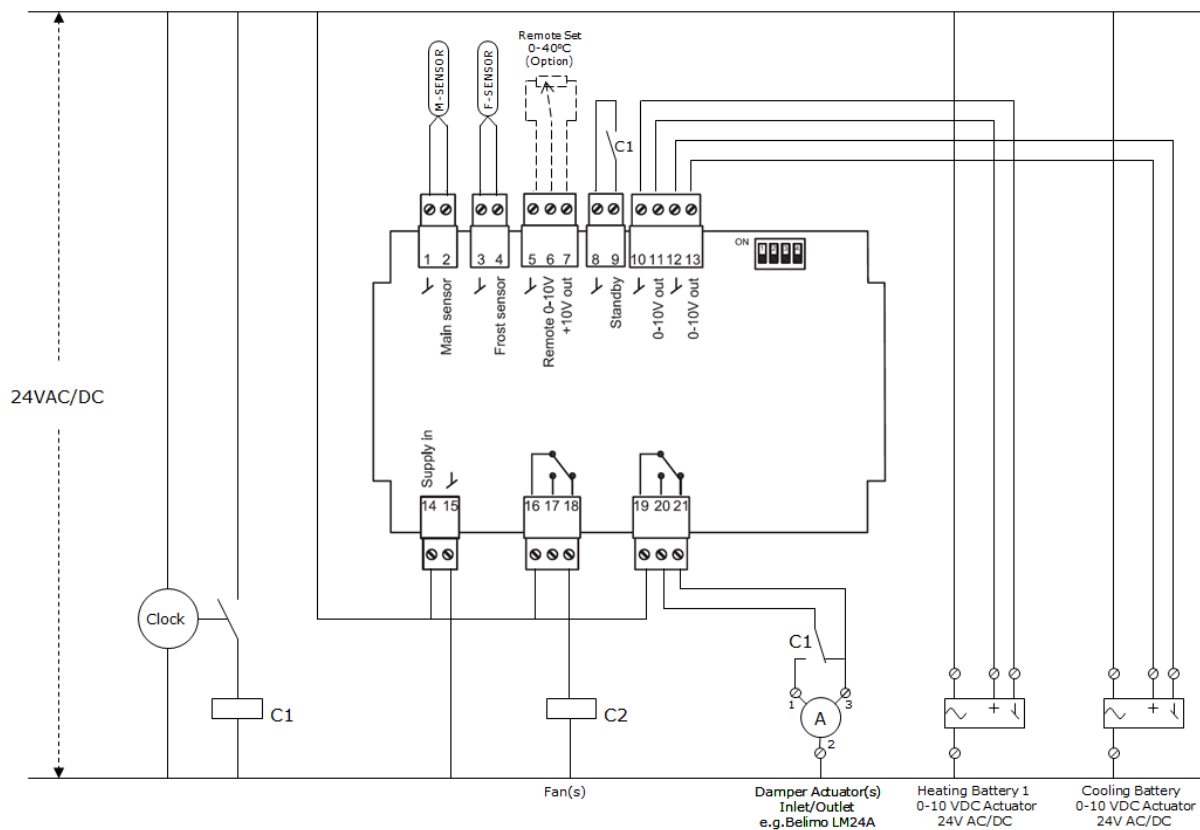 Remote Set
0-40ºC
(Option)
M-SENSOR
F-SENSOR
C1
ON
1 2 3 4
1 2
3 4
5 6 7
8 9
10 11 12 13
Main sensor
Frost sensor
Remote 0-10V
+10V out
Standby
0-10V out
0-10V out
24VAC/DC
Supply in
14 15
16 17 18
19 20 21
Clock
C1
C1
C2
1
3
A
2
+
+
Fan(s)
Damper Actuator(s)
Inlet/Outlet
e.g.Belimo LM24A
Heating Battery 1
0-10 VDC Actuator
24V AC/DC
Cooling Battery
0-10 VDC Actuator
24V AC/DC